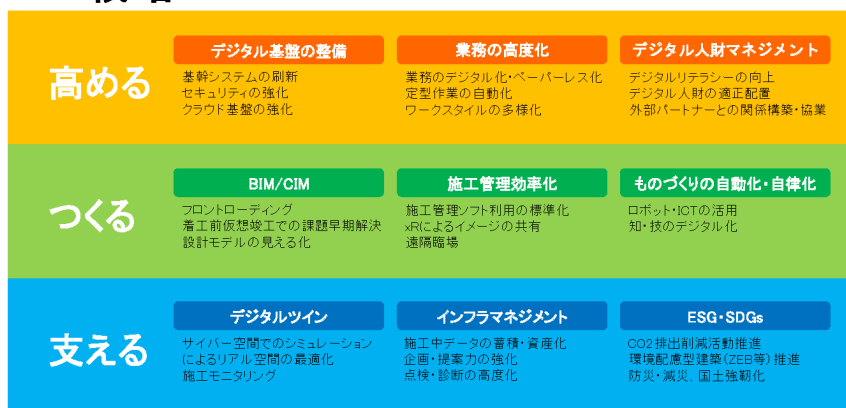 高める
デジタル基盤の整備
基幹システムの刷新
セキュリティの強化
クラウド基盤の強化
業務の高度化
業務のデジタル化・ペーパーレス化
定型作業の自動化
ワークスタイルの多様化
デジタル人財マネジメント
デジタルリテラシーの向上
デジタル人財の適正配置
外部パートナーとの関係構築・協業
つくる
BIM/CIM
フロントローディング
着工前仮想竣工での課題早期解決
設計モデルの見える化
施工管理効率化
施工管理ソフト利用の標準化
xRによるイメージの共有
遠隔臨場
ものづくりの自動化・自律化
ロボット・ICTの活用
知・技のデジタル化
支える
デジタルツイン
サイバー空間でのシミュレーション
によるリアル空間の最適化
施工モニタリング
インフラマネジメント
施工中データの蓄積・資産化
企画・提案力の強化
点検・診断の高度化
ESG・SDGs
CO2排出削減活動推進
環境配慮型建築(ZEB等)推進
防災・減災、国土強靭化